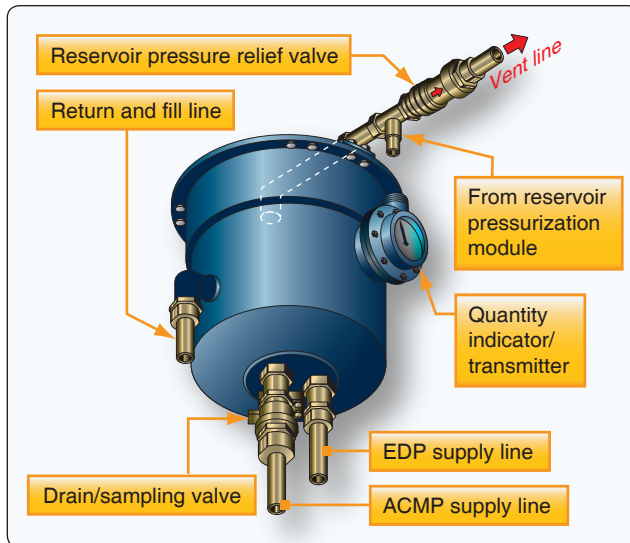 Reservoir pressure relief valve
Vent line
Return and fill line
From reservoir
pressurization
module
Quantity
indicator/
transmitter
EDP supply line
Drain/sampling valve
ACMP supply line